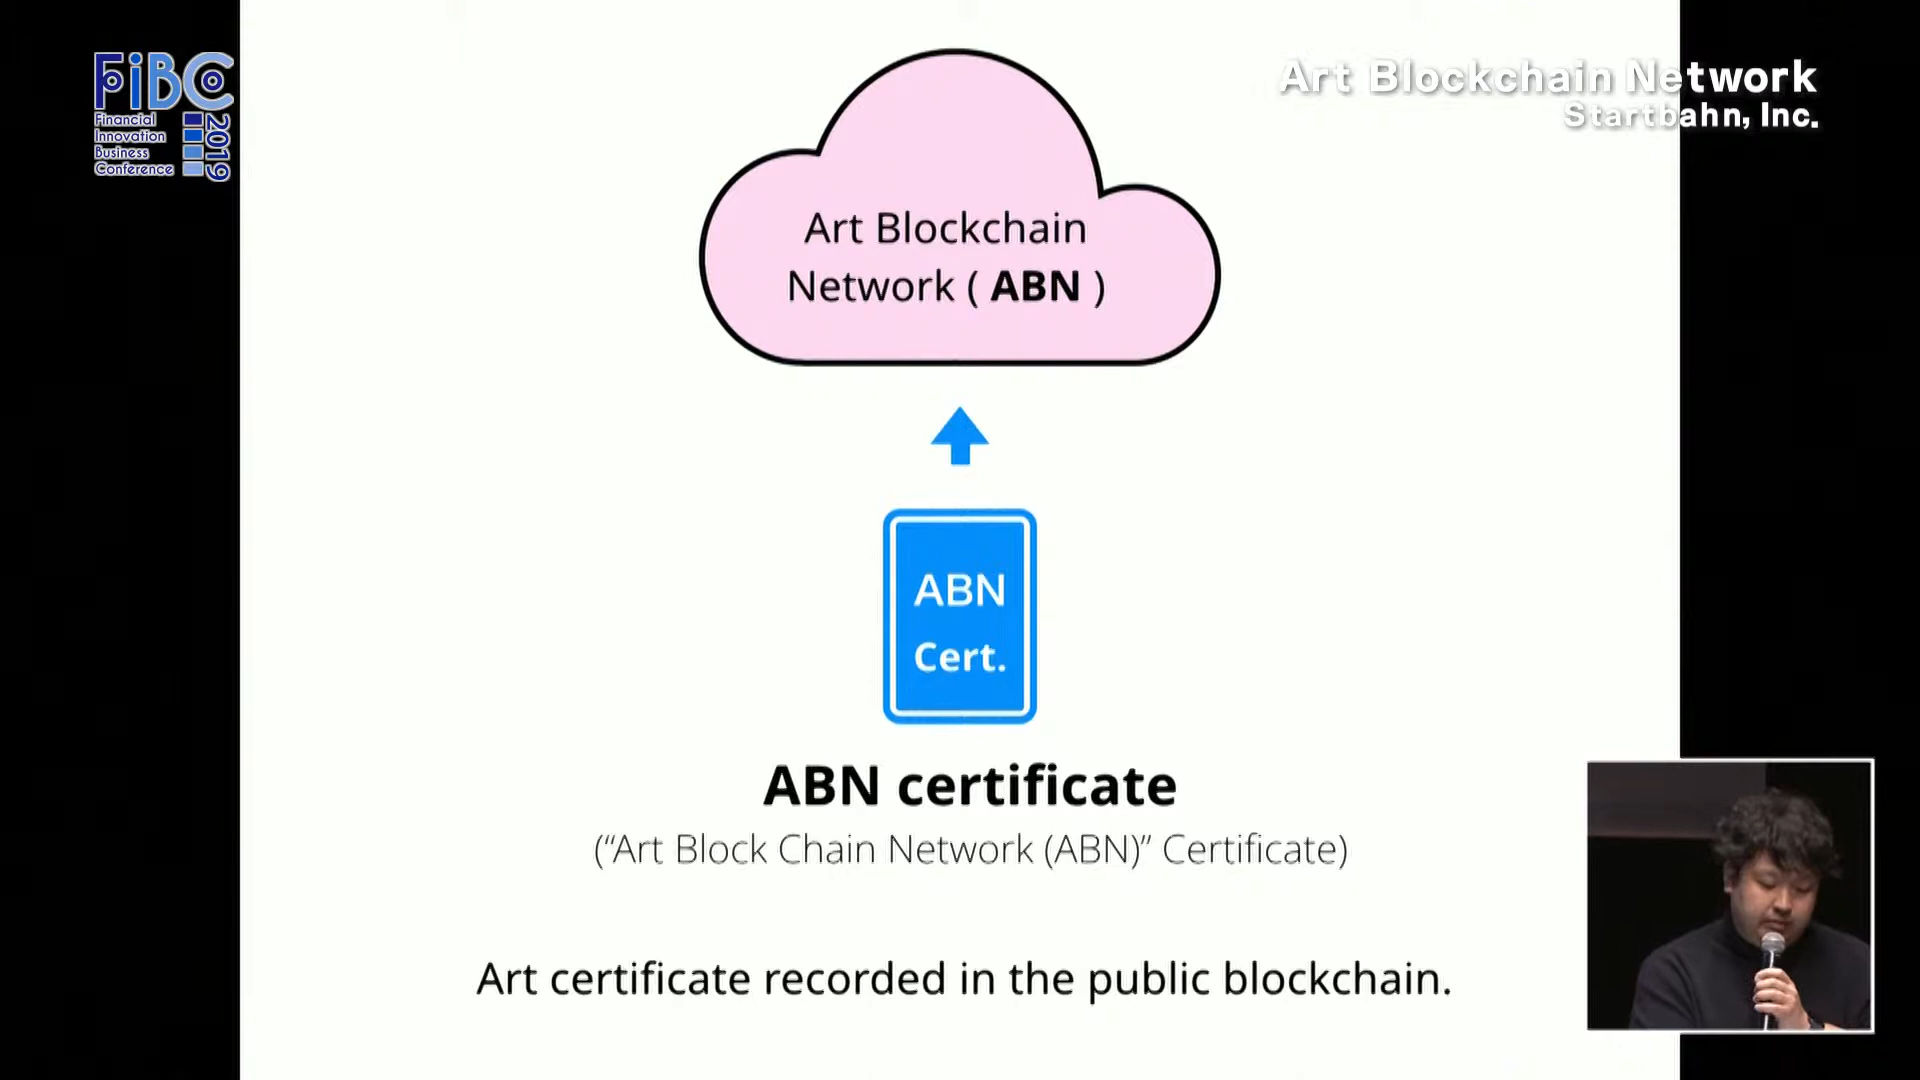 FiBC
Financial
Innovation
Business
Conference
2019
Art Blockchain Network
Startbahn, Inc.
Art Blockchain
Network ( ABN )
ABN
Cert.
ABN certificate
(“Art Block Chain Network (ABN)” Certificate)
Art certificate recorded in the public blockchain.